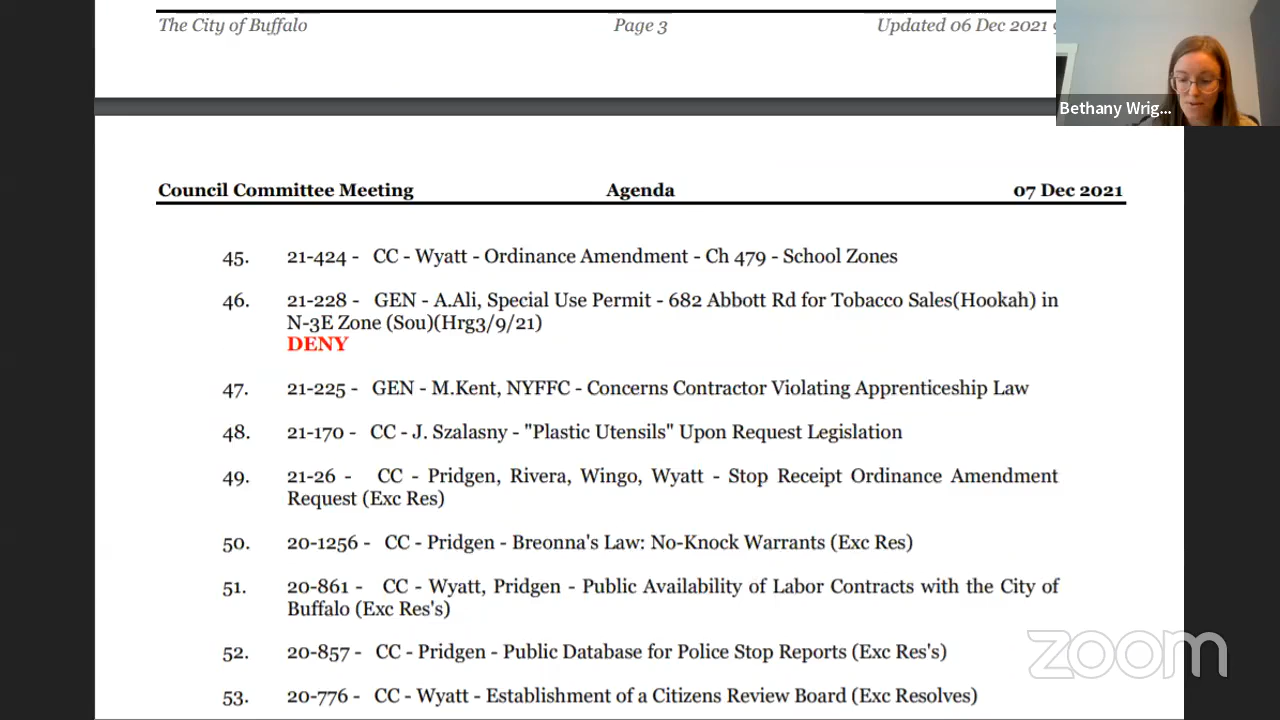 The City of Buffalo Page 3 Updated 06 Dec 2021
Bethany Wrig...
Council Committee Meeting Agenda 07 Dec 2021
45. 21-424 - CC - Wyatt - Ordinance Amendment - Ch 479 - School Zones
46. 21-228 - GEN - A.Ali, Special Use Permit - 682 Abbott Rd for Tobacco Sales(Hookah) in
N-3E Zone (Sou)(Hrg3/9/21)
DENY
47. 21-225 - GEN - M.Kent, NYFFC - Concerns Contractor Violating Apprenticeship Law
48. 21-170 - CC - J. Szalasny - "Plastic Utensils" Upon Request Legislation
49. 21-26 - CC - Pridgen, Rivera, Wingo, Wyatt - Stop Receipt Ordinance Amendment
Request (Exc Res)
50. 20-1256 - CC - Pridgen - Breonna's Law: No-Knock Warrants (Exc Res)
51. 20-861 - CC - Wyatt, Pridgen - Public Availability of Labor Contracts with the City of
Buffalo (Exc Res's)
52. 20-857 - CC - Pridgen - Public Database for Police Stop Reports (Exc Res's)
53. 20-776 - CC - Wyatt - Establishment of a Citizens Review Board (Exc Resolves)
zoom